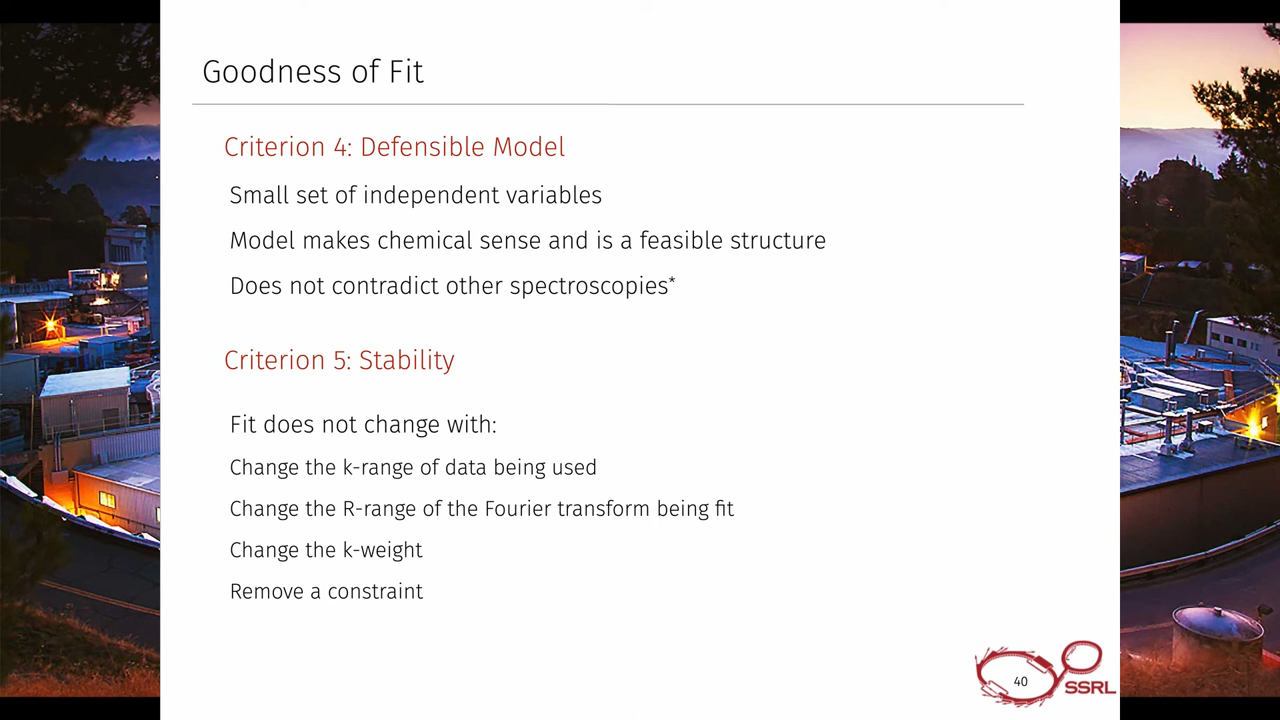 Goodness of Fit
Criterion 4: Defensible Model
Small set of independent variables
Model makes chemical sense and is a feasible structure
Does not contradict other spectroscopies*
Criterion 5: Stability
Fit does not change with:
Change the k-range of data being used
Change the R-range of the Fourier transform being fit
Change the k-weight
Remove a constraint
40
SSRL